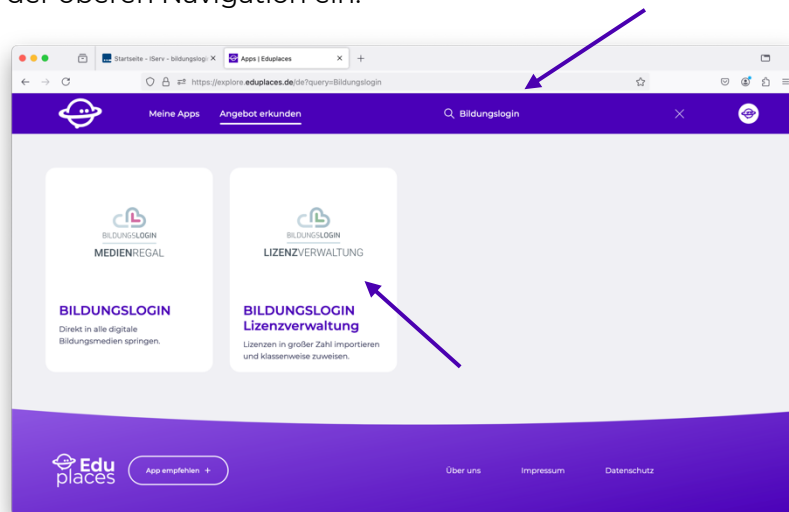 der oberen Navigation ein.
Startseite - IServ - bildungslogi
Apps | Eduplaces
https://explore.eduplaces.de/de?query=Bildungslogin
Meine Apps
Angebot erkunden
Bildungslogin
BILDUNGSLOGIN
MEDIENREGAL
BILDUNGSLOGIN
Direkt in alle digitale
Bildungsmedien springen.
BILDUNGSLOGIN
LIZENZVERWALTUNG
BILDUNGSLOGIN
Lizenzverwaltung
Lizenzen in großer Zahl importieren
und klassenweise zuweisen.
Edu
places
App empfehlen +
Über uns
Impressum
Datenschutz